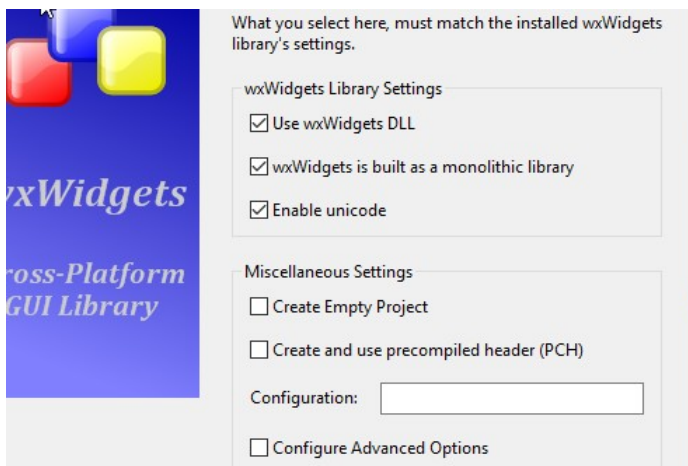 What you select here, must match the installed wxWidgets
library's settings.
wxWidgets Library Settings
Use wxWidgets DLL
wxWidgets is built as a monolithic library
Enable unicode
xWidgets
ross-Platform
GUI Library
Miscellaneous Settings
Create Empty Project
Create and use precompiled header (PCH)
Configuration:
Configure Advanced Options